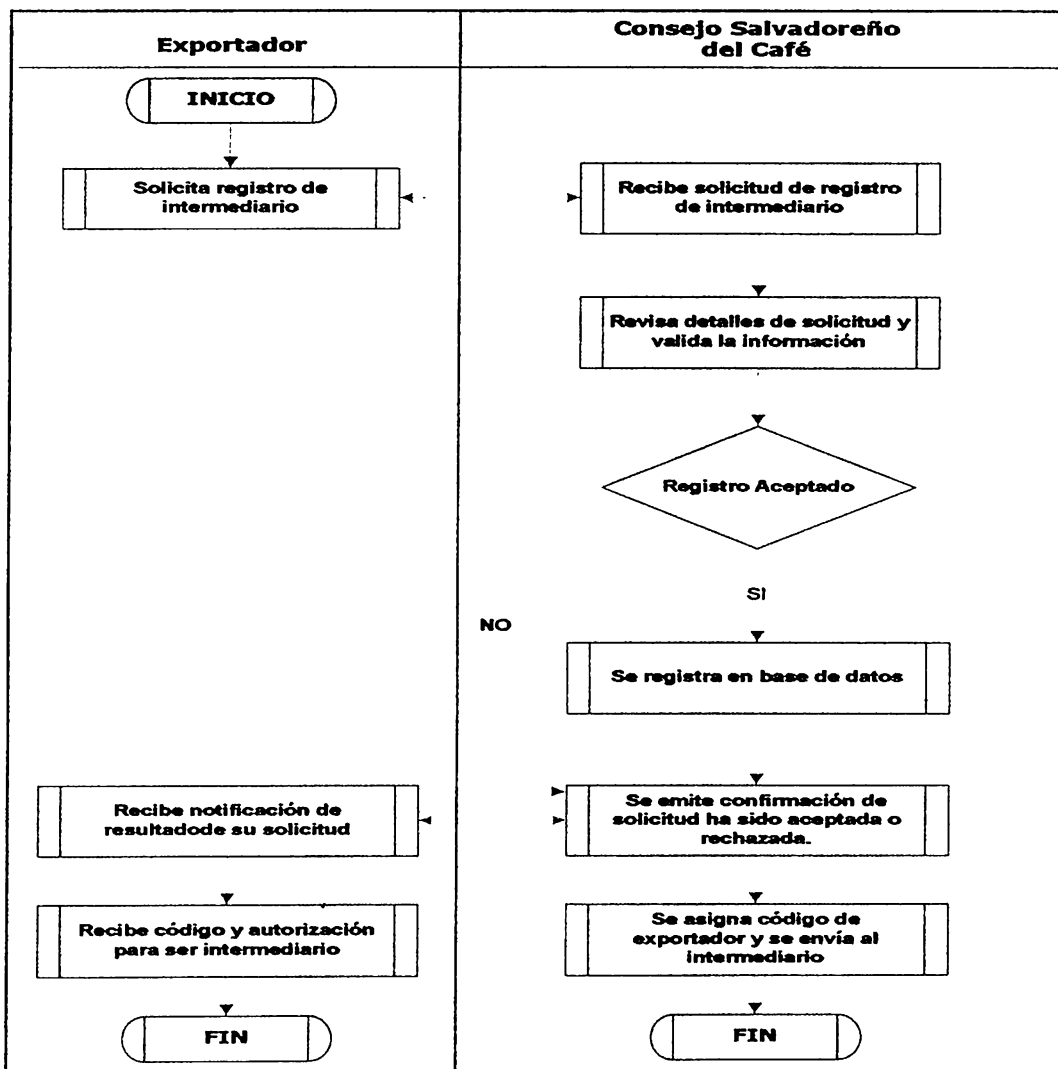 Exportador
Consejo Salvadoreño
del Café
INICIO
Solicita registro de
intermediario
Recibe solicitud de registro
de intermediario
Revisa detalles de solicitud y
valida la información
Registro Aceptado
SI
NO
Se registra en base de datos
Recibe notificación de
resultadode su solicitud
Se emite confirmación de
solicitud ha sido aceptada o
rechazada.
Recibe código y autorización
para ser intermediario
Se asigna código de
exportador y se envía al
intermediario
FIN
FIN